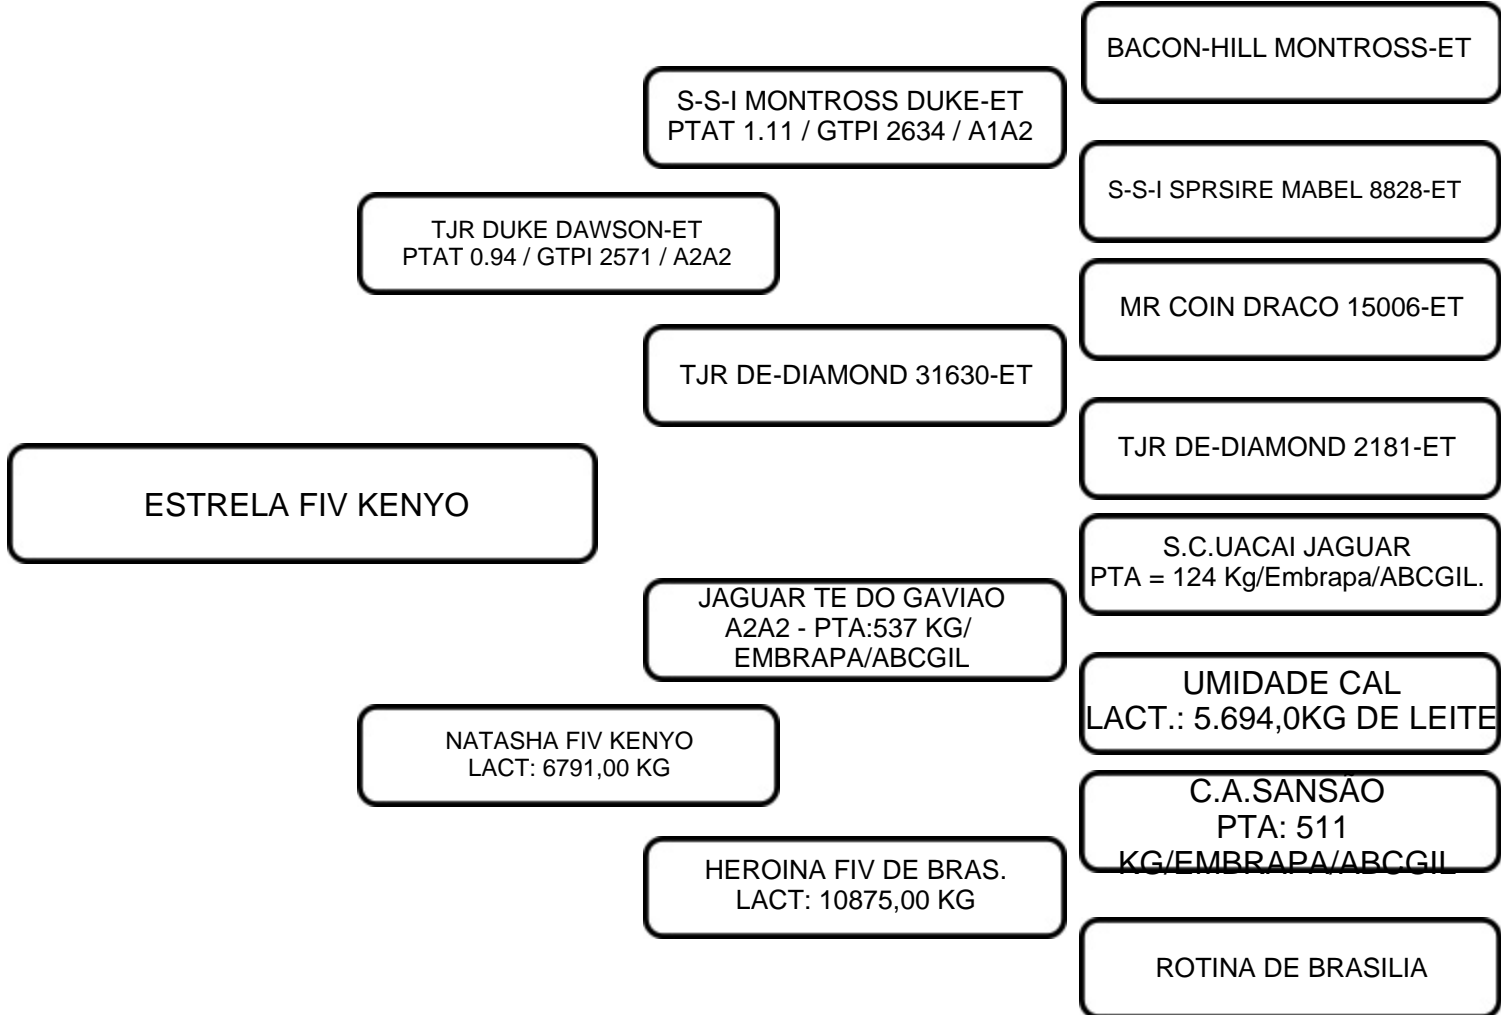 BACON-HILL MONTROSS-ET
S-S-I MONTROSS DUKE-ET
PTAT 1.11 / GTPI 2634 / A1A2
S-S-I SPRSIRE MABEL 8828-ET
TJR DUKE DAWSON-ET
PTAT 0.94 / GTPI 2571 / A2A2
MR COIN DRACO 15006-ET
TJR DE-DIAMOND 31630-ET
TJR DE-DIAMOND 2181-ET
ESTRELA FIV KENYO
S.C.UACAI JAGUAR
PTA = 124 Kg/Embrapa/ABCGIL.
JAGUAR TE DO GAVIAO
A2A2 - PTA:537 KG/
EMBRAPA/ABCGIL
UMIDADE CAL
LACT.: 5.694,0KG DE LEITE
NATASHA FIV KENYO
LACT: 6791,00 KG
C.A.SANSÃO
PTA: 511
KG/EMBRAPA/ABCGIL
HEROINA FIV DE BRAS.
LACT: 10875,00 KG
ROTINA DE BRASILIA